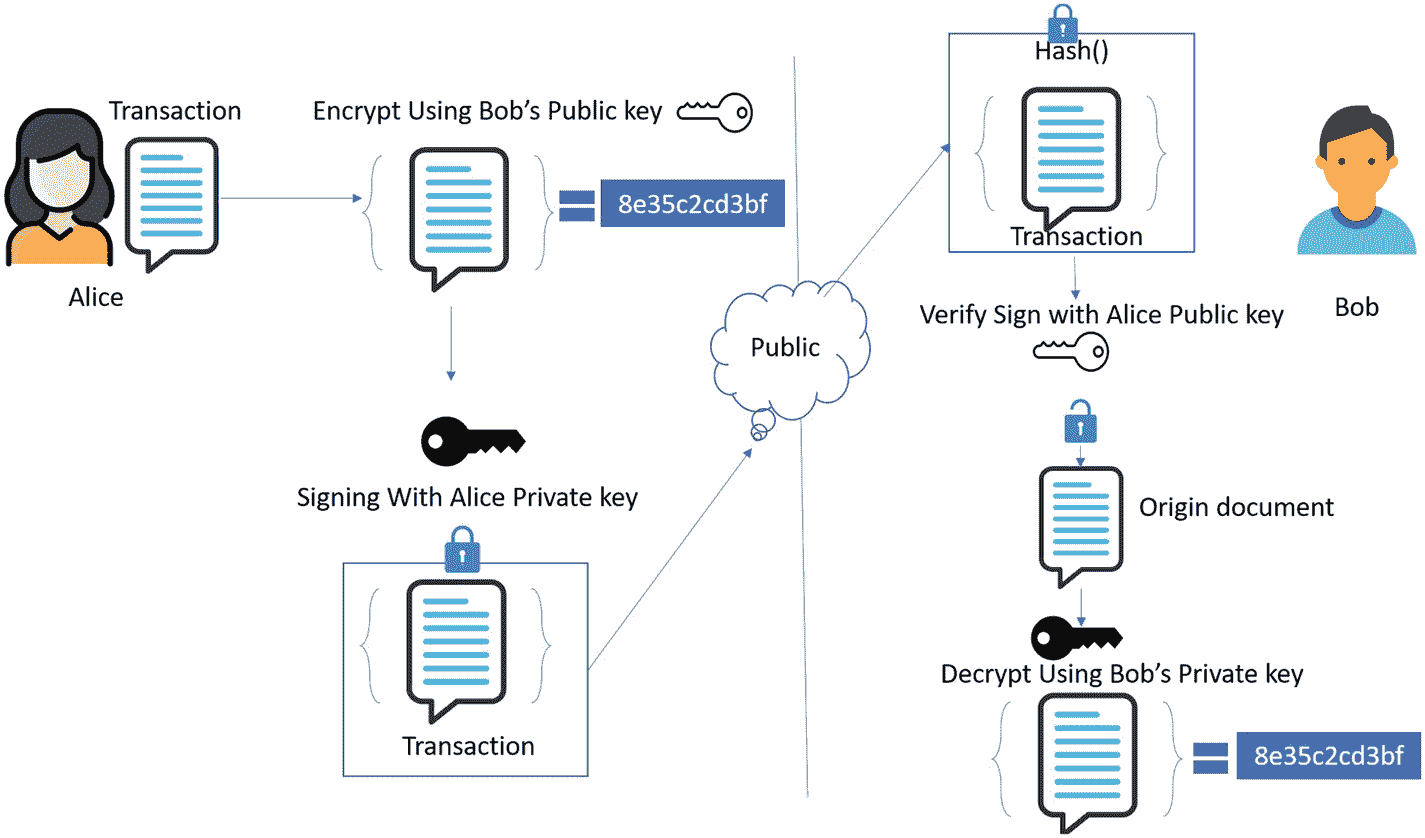 Transaction
Encrypt Using Bob's Public key
8e35c2cd3bf
Alice
Signing With Alice Private key
Transaction
Public
Hash()
Transaction
Bob
Verify Sign with Alice Public key
Origin document
Decrypt Using Bob's Private key
8e35c2cd3bf